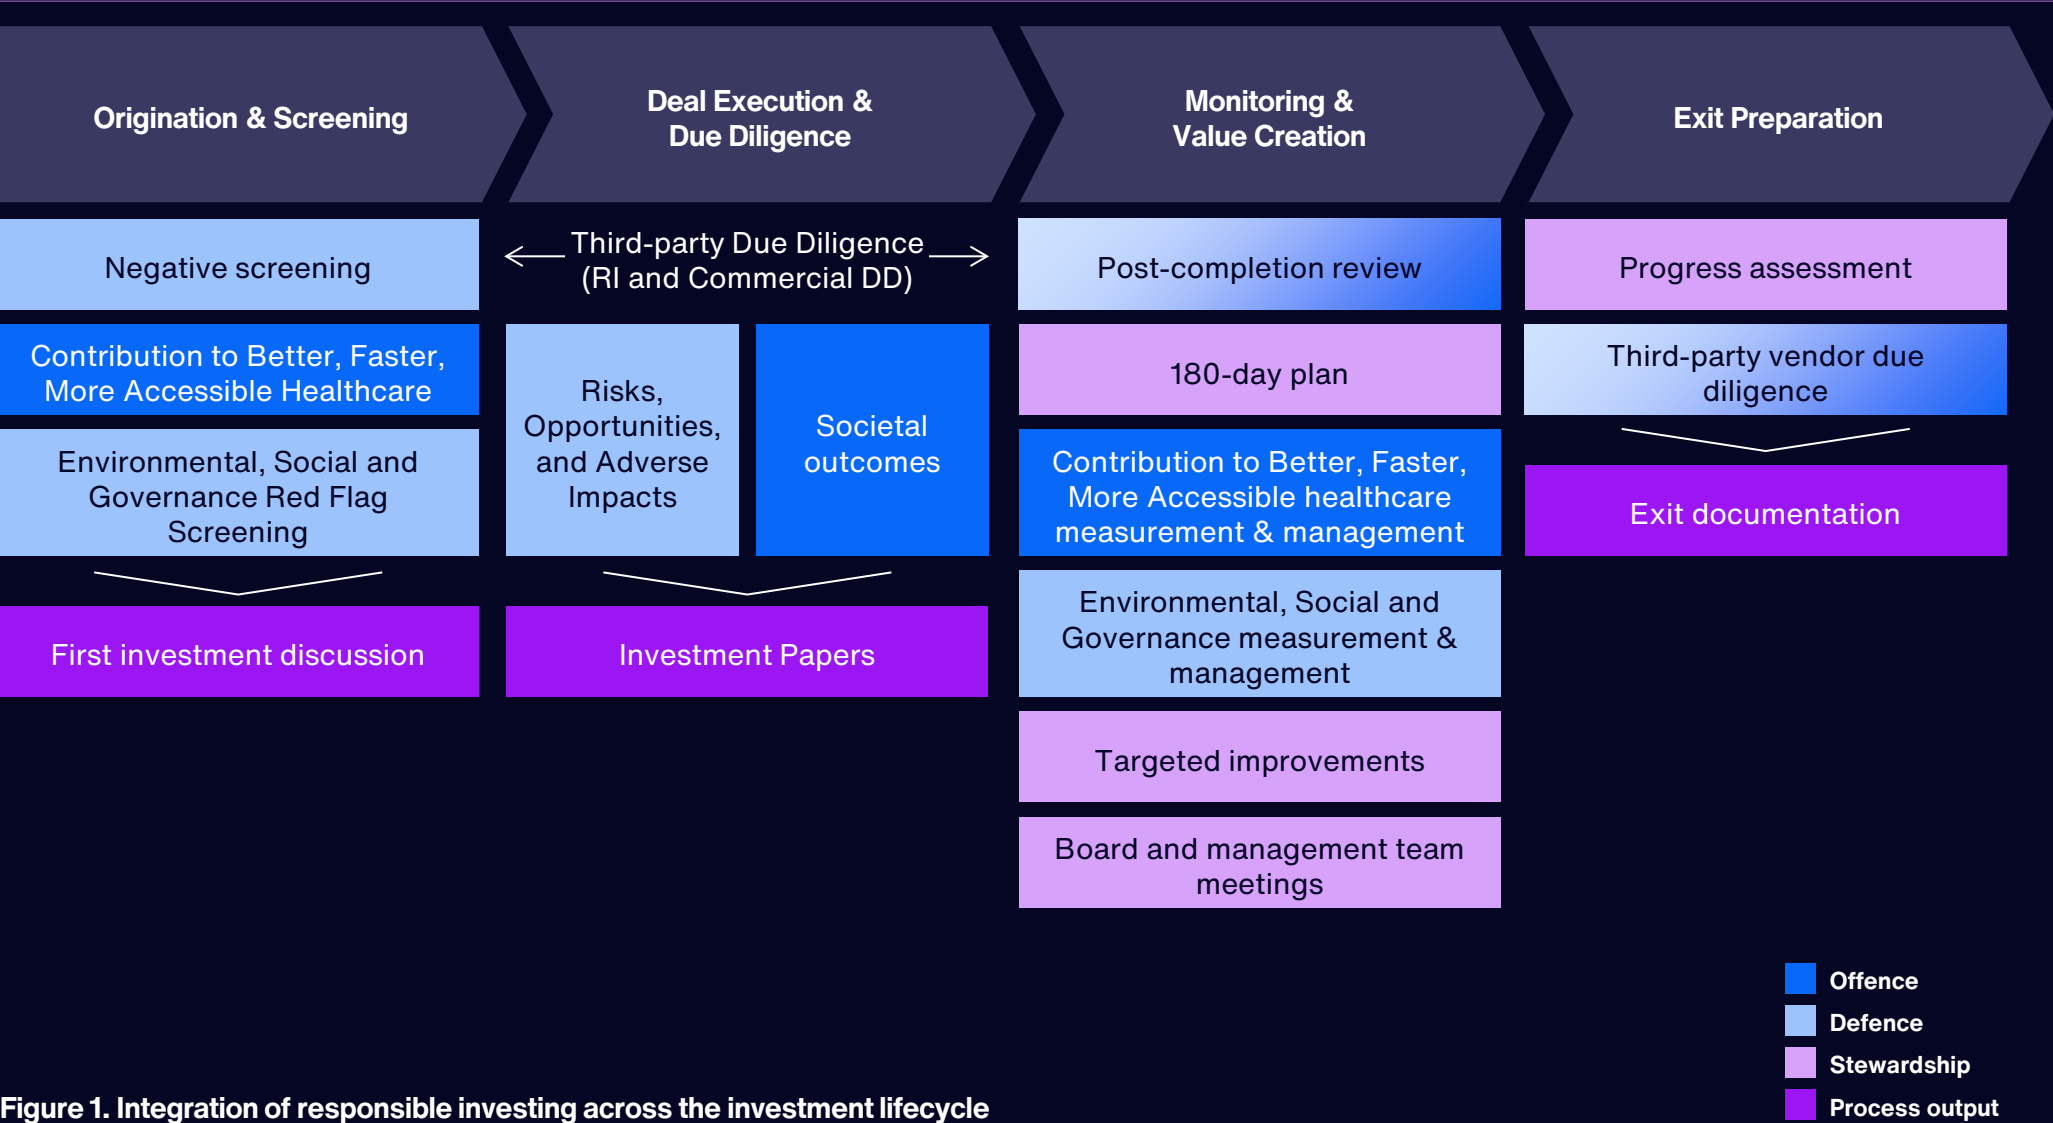 Origination & Screening
Deal Execution &
Due Diligence
Monitoring &
Value Creation
Exit Preparation
Negative screening
Contribution to Better, Faster,
More Accessible Healthcare
Environmental, Social and
Governance Red Flag
Screening
First investment discussion
Third-party Due Diligence
(RI and Commercial DD)
Risks,
Opportunities,
and Adverse
Impacts
Societal
outcomes
Investment Papers
Post-completion review
180-day plan
Contribution to Better, Faster,
More Accessible healthcare
measurement & management
Environmental, Social and
Governance measurement &
management
Targeted improvements
Board and management team
meetings
Progress assessment
Third-party vendor due
diligence
Exit documentation
Offence
Defence
Stewardship
Process output
Figure 1. Integration of responsible investing across the investment lifecycle